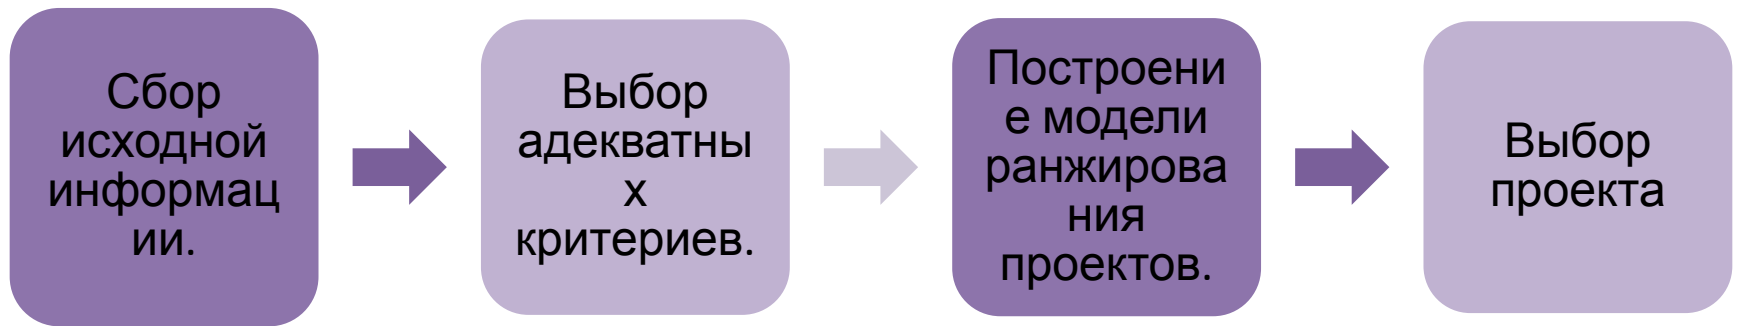 Сбор
исходной
информац
ии.
Выбор
адекватны
х
критериев.
Построени
е модели
ранжирова
ния
проектов.
Выбор
проекта